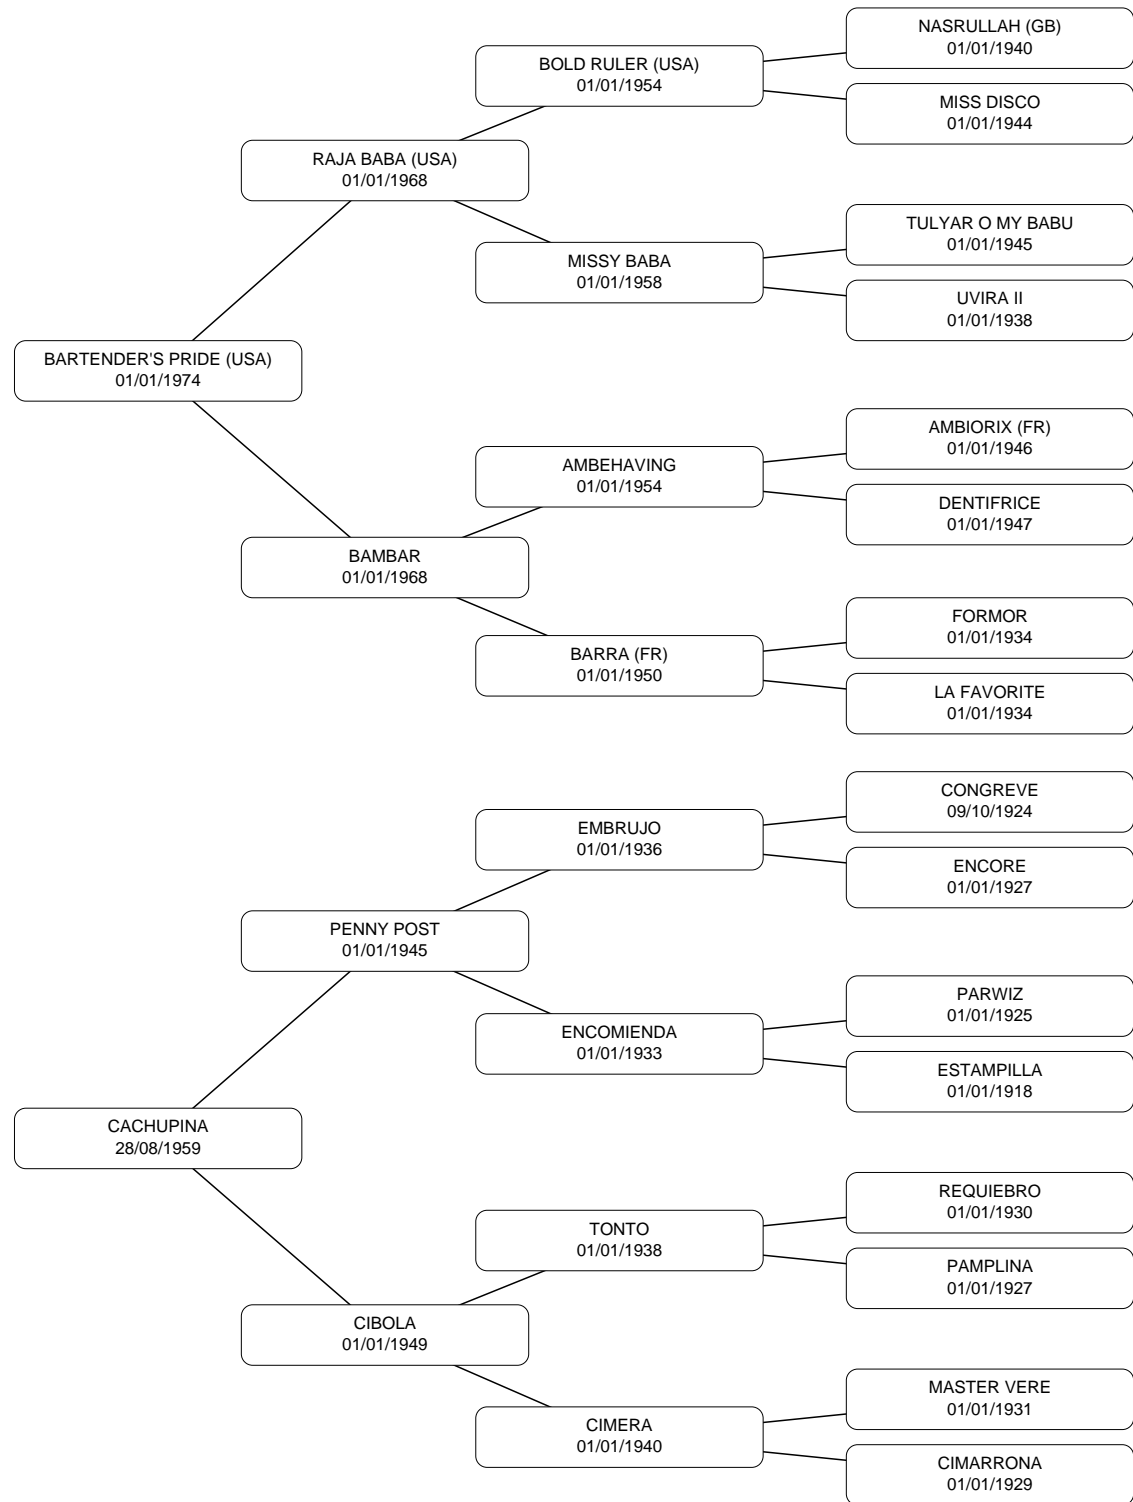 NASRULLAH (GB)
01/01/1940
BOLD RULER (USA)
01/01/1954
MISS DISCO
01/01/1944
RAJA BABA (USA)
01/01/1968
TULYAR O MY BABU
01/01/1945
MISSY BABA
01/01/1958
UVIRA II
01/01/1938
BARTENDER'S PRIDE (USA)
01/01/1974
AMBIORIX (FR)
01/01/1946
AMBEHAVING
01/01/1954
DENTIFRICE
01/01/1947
BAMBAR
01/01/1968
FORMOR
01/01/1934
BARRA (FR)
01/01/1950
LA FAVORITE
01/01/1934
CONGREVE
09/10/1924
EMBRUJO
01/01/1936
ENCORE
01/01/1927
PENNY POST
01/01/1945
PARWIZ
01/01/1925
ENCOMIENDA
01/01/1933
ESTAMPILLA
01/01/1918
CACHUPINA
28/08/1959
REQUIEBRO
01/01/1930
TONTO
01/01/1938
PAMPLINA
01/01/1927
CIBOLA
01/01/1949
MASTER VERE
01/01/1931
CIMERA
01/01/1940
CIMARRONA
01/01/1929